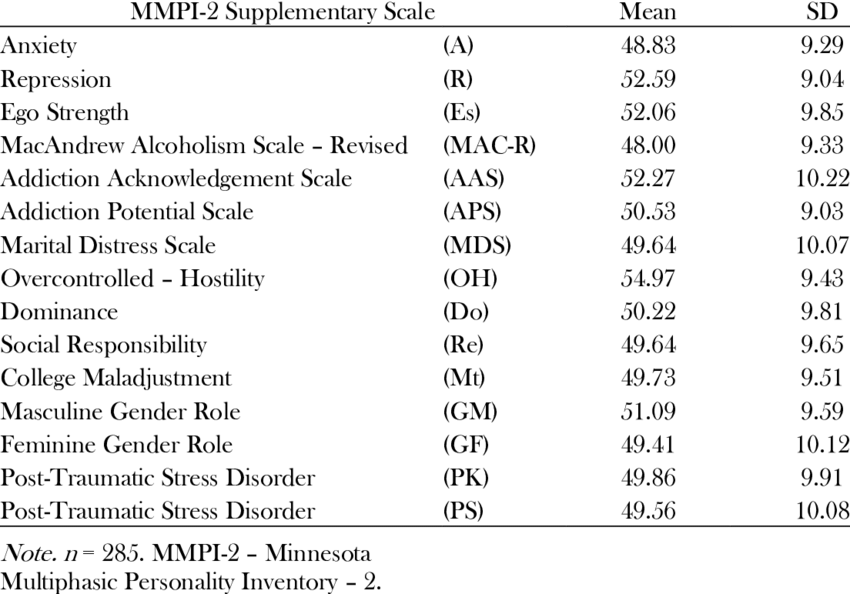 MMPI-2 Supplementary Scale Mean SD
Anxiety (A) 48.83 9.29
Repression (R) 52.59 9.04
Ego Strength (Es) 52.06 9.85
MacAndrew Alcoholism Scale – Revised (MAC-R) 48.00 9.33
Addiction Acknowledgement Scale (AAS) 52.27 10.22
Addiction Potential Scale (APS) 50.53 9.03
Marital Distress Scale (MDS) 49.64 10.07
Overcontrolled – Hostility (OH) 54.97 9.43
Dominance (Do) 50.22 9.81
Social Responsibility (Re) 49.64 9.65
College Maladjustment (Mt) 49.73 9.51
Masculine Gender Role (GM) 51.09 9.59
Feminine Gender Role (GF) 49.41 10.12
Post-Traumatic Stress Disorder (PK) 49.86 9.91
Post-Traumatic Stress Disorder (PS) 49.56 10.08
Note. n = 285. MMPI-2 – Minnesota
Multiphasic Personality Inventory – 2.